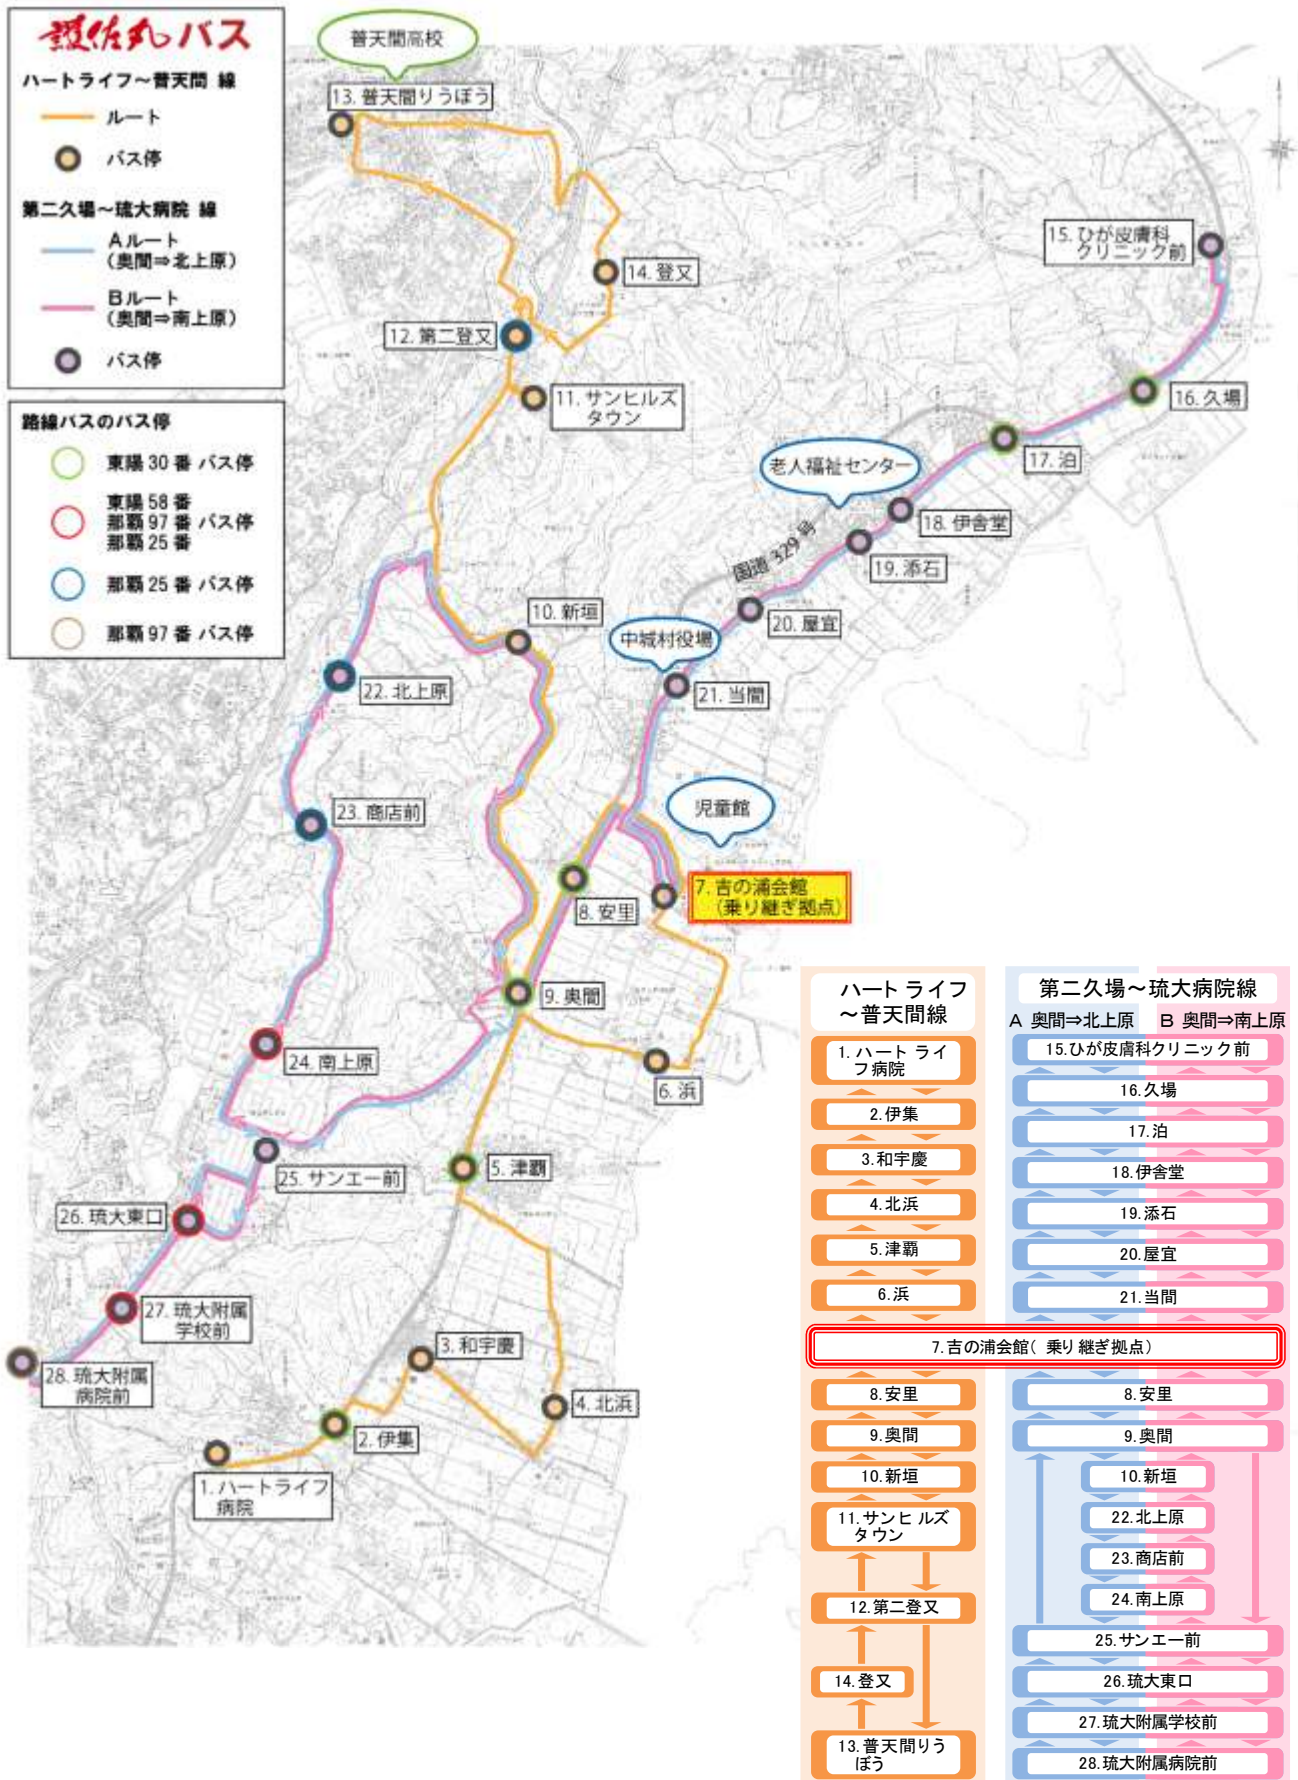 護佐丸バス
ハートライフ～普天間 線
ルート
バス停
第二久場～琉大病院 線
Aルート
(奥間⇒北上原)
Bルート
(奥間⇒南上原)
バス停
路線バスのバス停
東陽 30 番 バス停
東陽 58 番
那覇 97 番 バス停
那覇 25 番
那覇 25 番 バス停
那覇 97 番 バス停
普天間高校
13. 普天間りうぼう
14. 登又
12. 第二登又
11. サンヒルズ
タウン
15. ひが皮膚科
クリニック前
16. 久場
17. 泊
老人福祉センター
18. 伊舎堂
19. 添石
国道 329 号
20. 屋宜
10. 新垣
中城村役場
21. 当間
22. 北上原
23. 商店前
児童館
7. 吉の浦会館
(乗り継ぎ拠点)
8. 安里
9. 奥間
24. 南上原
6. 浜
5. 津覇
25. サンエー前
26. 琉大東口
27. 琉大附属
学校前
28. 琉大附属
病院前
3. 和宇慶
4. 北浜
2. 伊集
1. ハートライフ
病院
ハート ライフ
～普天間線
1. ハート ライ
フ病院
2.伊集
3.和宇慶
4.北浜
5.津覇
6.浜
第二久場～琉大病院線
A 奥間⇒北上原 B 奥間⇒南上原
15.ひが皮膚科クリニック前
16.久場
17.泊
18.伊舎堂
19.添石
20.屋宜
21.当間
7.吉の浦会館( 乗り継ぎ拠点)
8.安里
9.奥間
10.新垣
11.サンヒルズ
タウン
12.第二登又
14.登又
13.普天間りう
ぼう
8.安里
9.奥間
10.新垣
22.北上原
23.商店前
24.南上原
25.サンエー前
26.琉大東口
27.琉大附属学校前
28.琉大附属病院前